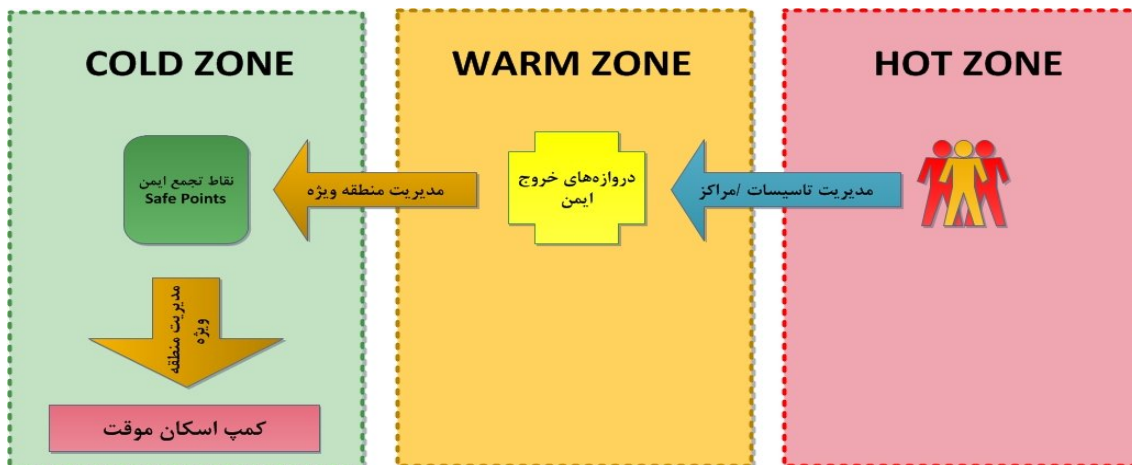 COLD ZONE
WARM ZONE
HOT ZONE
نقاط تجمع ایمن
Safe Points
مدیریت منطقه ویژه
دروازه‌های خروج
ایمن
مدیریت تاسیسات /مراکز
مدیریت منطقه
ویژه
کمپ اسکان موقت